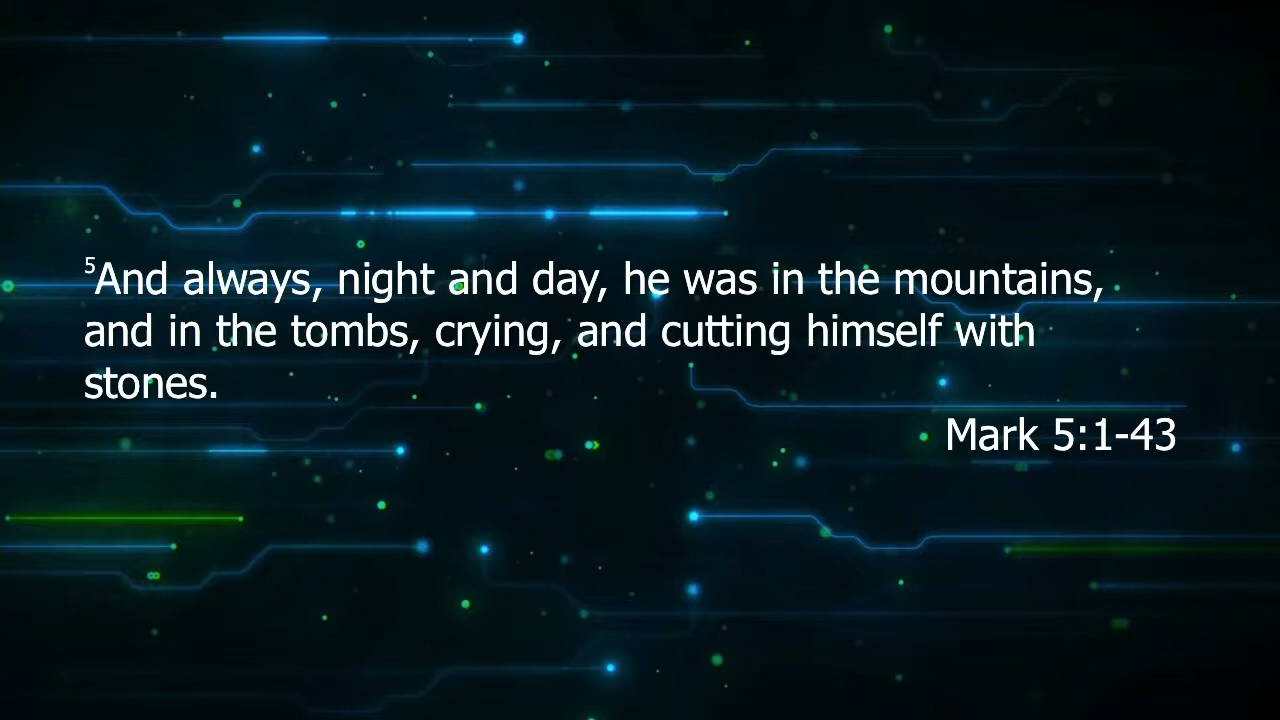 ⁵And always, night and day, he was in the mountains,
and in the tombs, crying, and cutting himself with
stones.
Mark 5:1-43